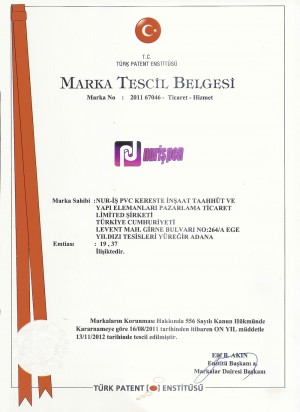 T.C.
TÜRK PATENT ENSTİTÜSÜ
MARKA TESCİL BELGESİ
Marka No : 2011 67046 - Ticaret - Hizmet
nurişpen
Marka Sahibi : NUR-İŞ PVC KERESTE İNŞAAT TAAHHÜT VE
YAPI ELEMANLARI PAZARLAMA TİCARET
LİMİTED ŞİRKETİ
TÜRKİYE CUMHURİYETİ
LEVENT MAH. GİRNE BULVARI NO:264/A EGE
YILDIZI TESİSLERİ YÜREĞİR ADANA
Emtiası : 19 , 37
İlişiktedir.
Markaların Korunması Hakkında 556 Sayılı Kanun Hükmünde
Kararnameye göre 16/08/2011 tarihinden itibaren ON YIL müddetle
13/11/2012 tarihinde tescil edilmiştir.
Elif B. AKIN
Enstitü Başkanı a.
Markalar Dairesi Başkanı
TÜRK PATENT ENSTİTÜSÜ